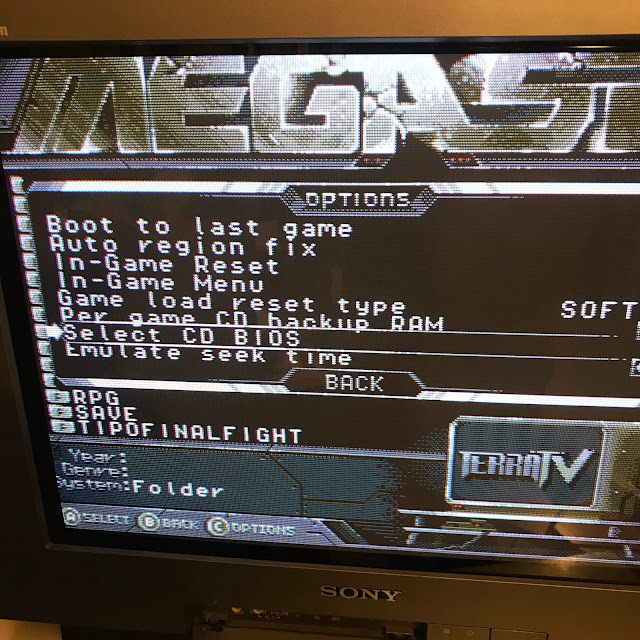 MEGAS
OPTIONS
Boot to last game
Auto region fix
In-Game Reset
In-Game Menu
Game load reset type SOFT
Per game CD backup RAM
Select CD BIOS
Emulate seek time
BACK
RPG
SAVE
TIPOFINALFIGHT
TERRATV
Year:
Genre:
System:Folder
A SELECT B BACK C OPTIONS
SONY